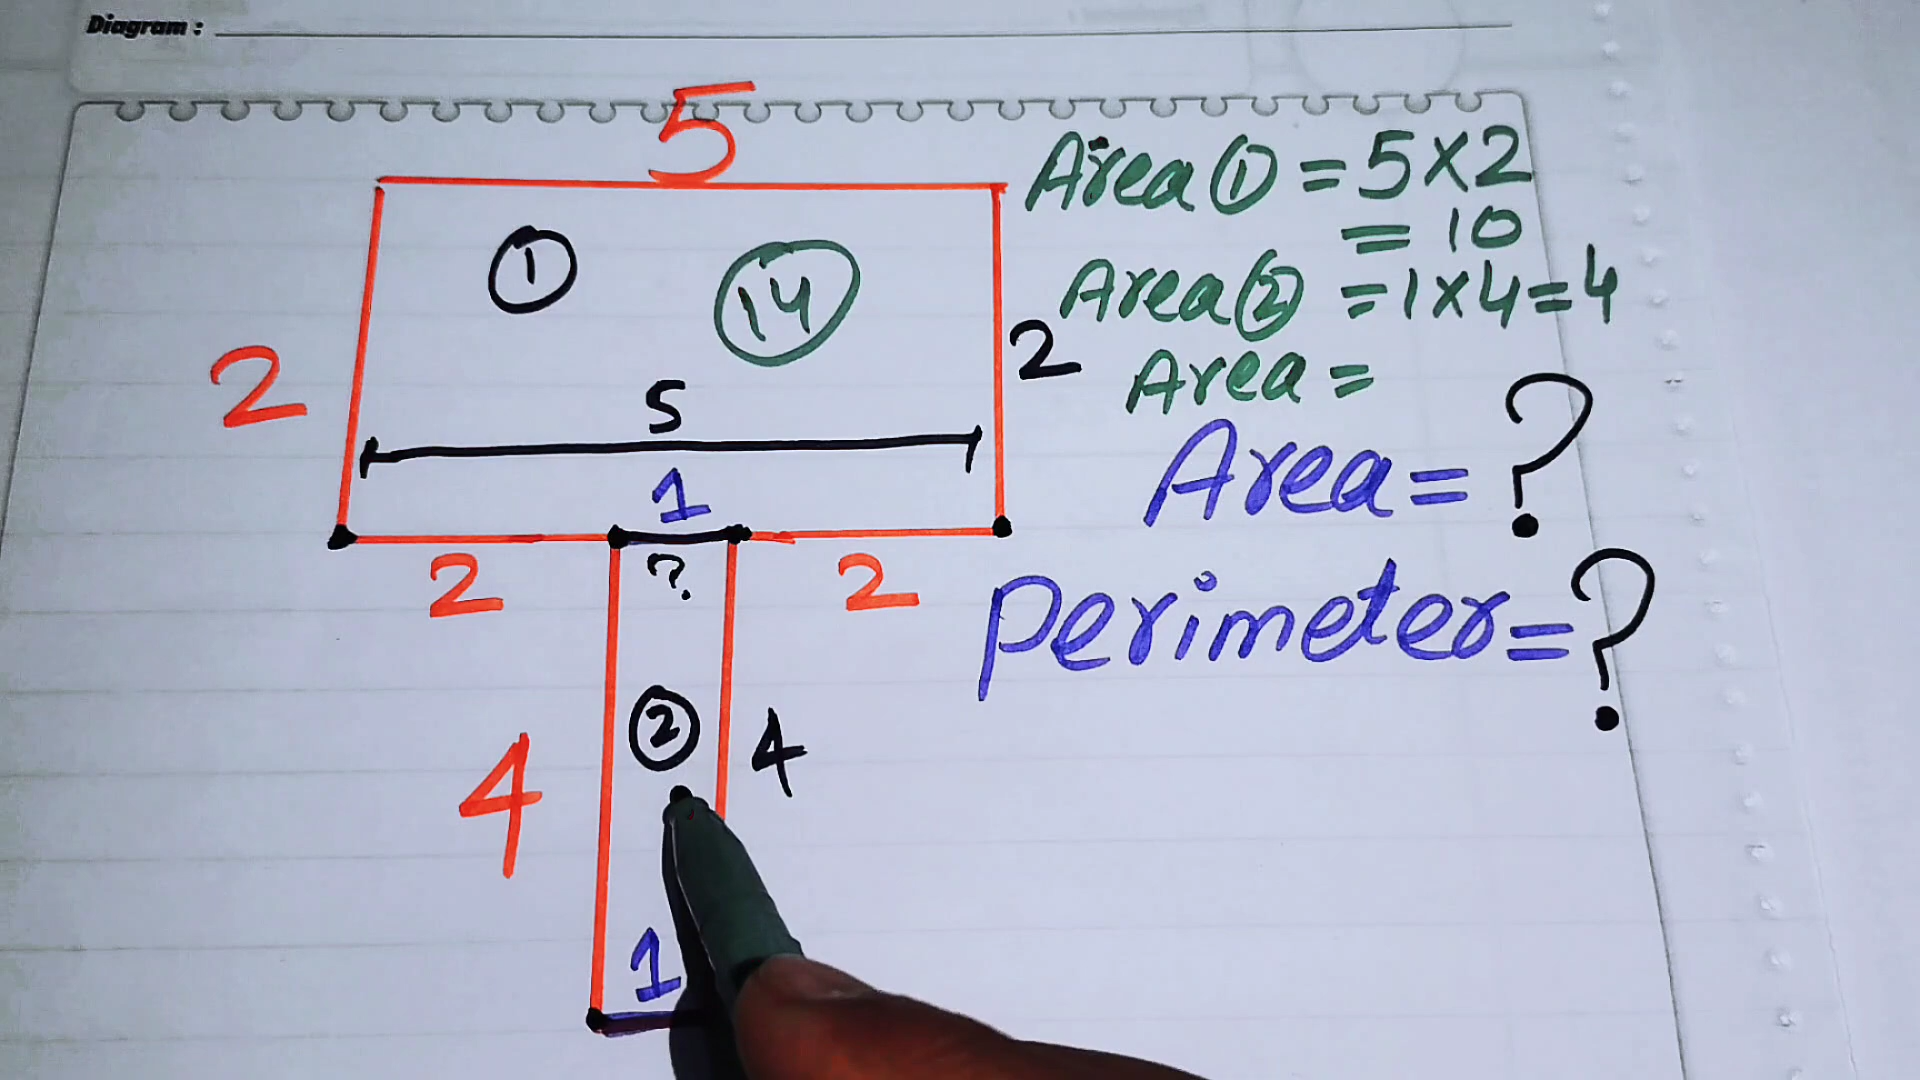 Diagram :
5
Area ① = 5×2
= 10
① 14
Area ② = 1×4=4
2
2
Area =
5
Area = ?
1
2 ? 2
Perimeter = ?
②
4
4
1